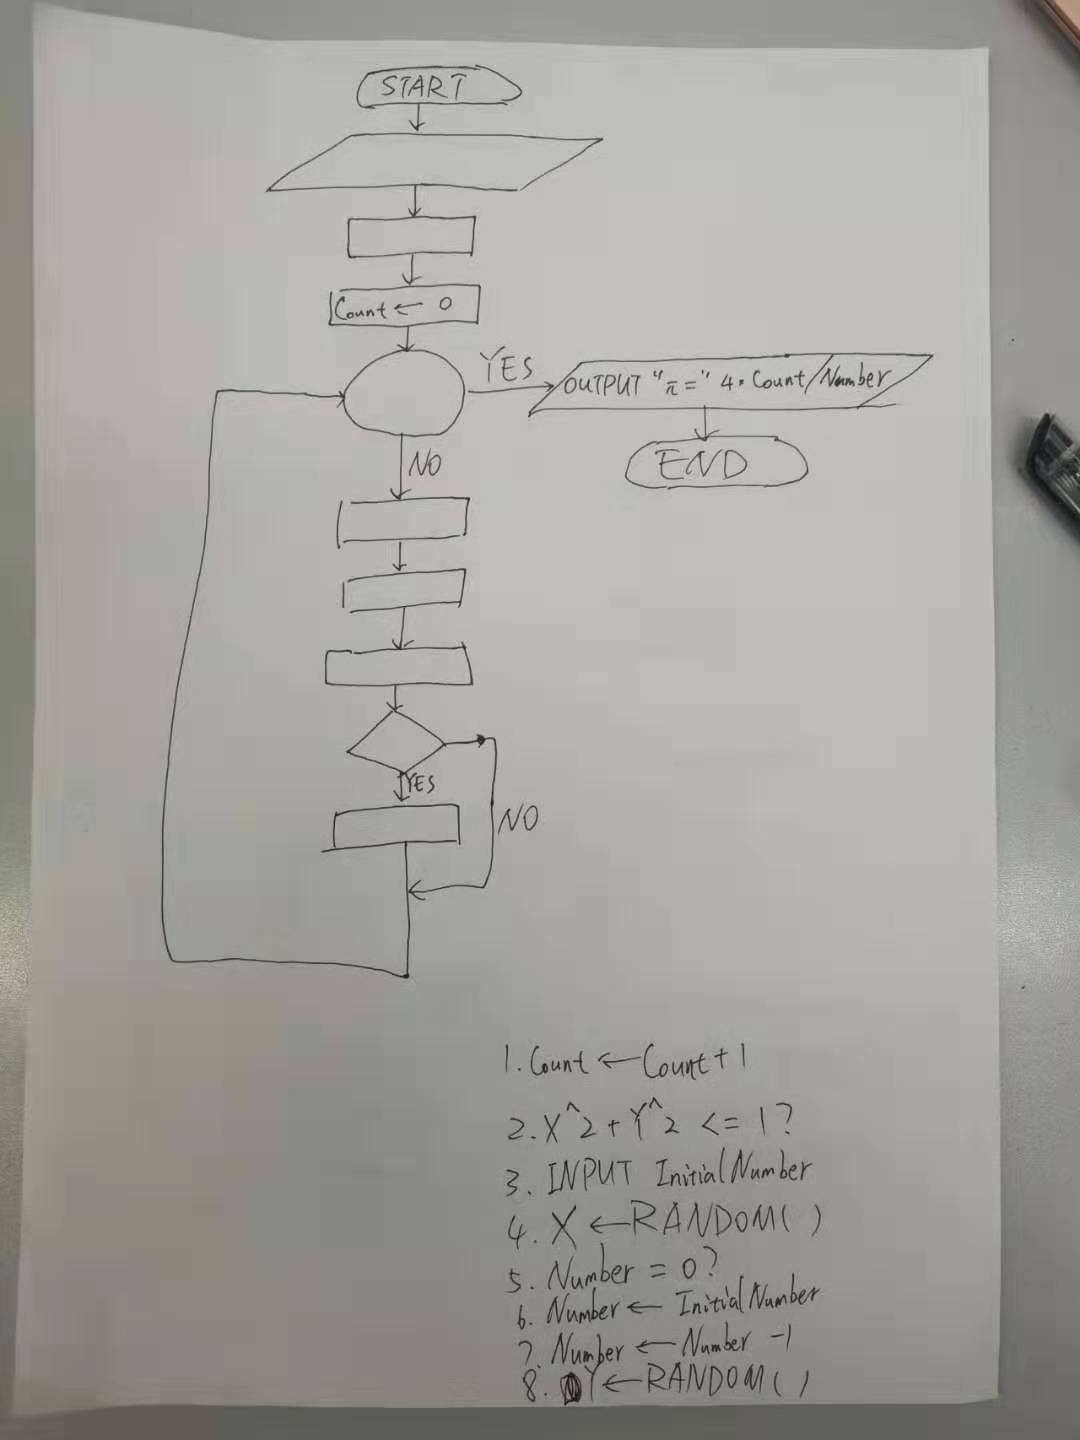 START
Count ← 0
YES
OUTPUT "π=" 4*Count/Number
END
NO
YES
NO
1. Count ← Count + 1
2. X^2 + Y^2 <= 1?
3. INPUT InitialNumber
4. X ← RANDOM( )
5. Number = 0?
6. Number ← InitialNumber
7. Number ← Number -1
8. Y ← RANDOM( )